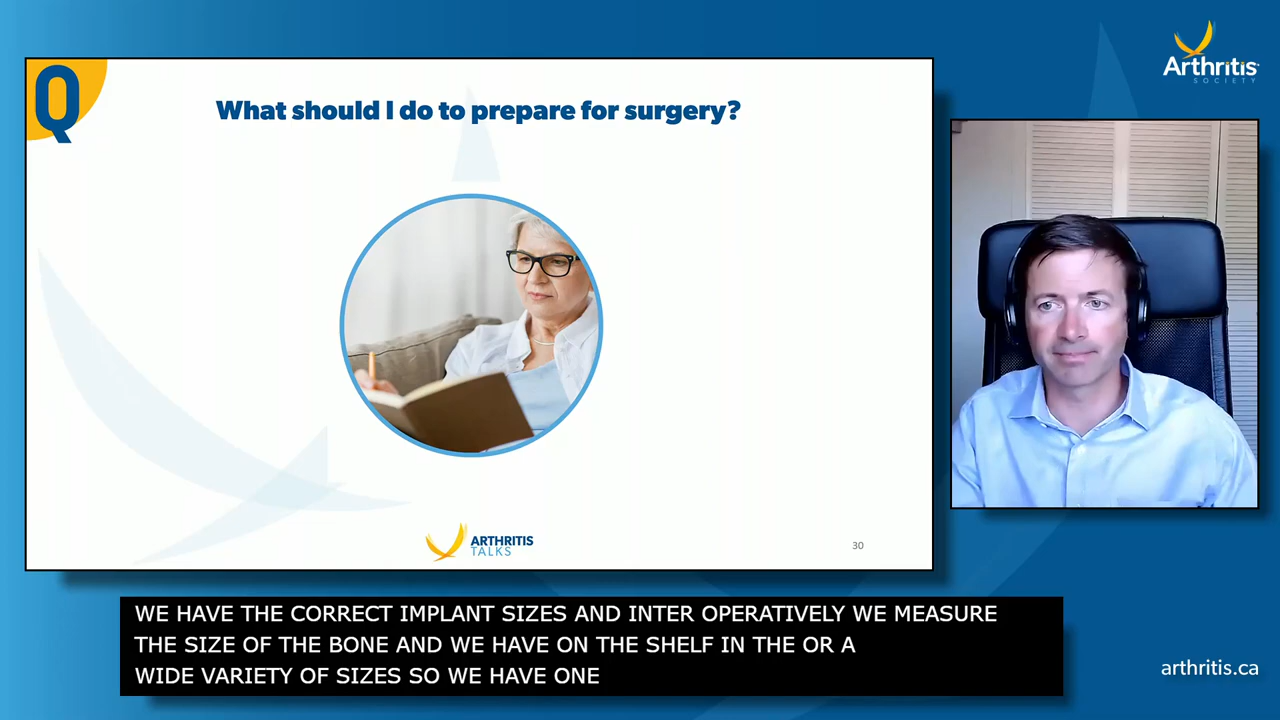 Q
What should I do to prepare for surgery?
ARTHRITIS
TALKS
30
Arthritis
SOCIETY
WE HAVE THE CORRECT IMPLANT SIZES AND INTER OPERATIVELY WE MEASURE
THE SIZE OF THE BONE AND WE HAVE ON THE SHELF IN THE OR A
WIDE VARIETY OF SIZES SO WE HAVE ONE
arthritis.ca